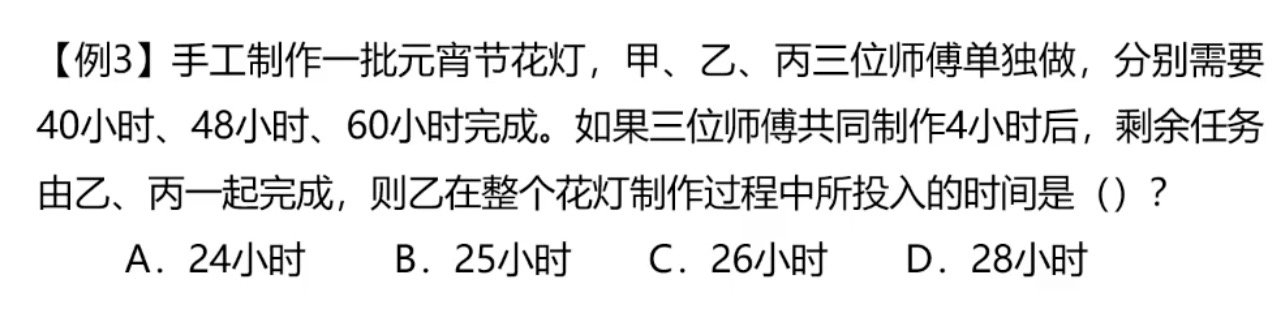 【例3】手工制作一批元宵节花灯，甲、乙、丙三位师傅单独做，分别需要
40小时、48小时、60小时完成。如果三位师傅共同制作4小时后，剩余任务
由乙、丙一起完成，则乙在整个花灯制作过程中所投入的时间是（）？
A．24小时 B．25小时 C．26小时 D．28小时